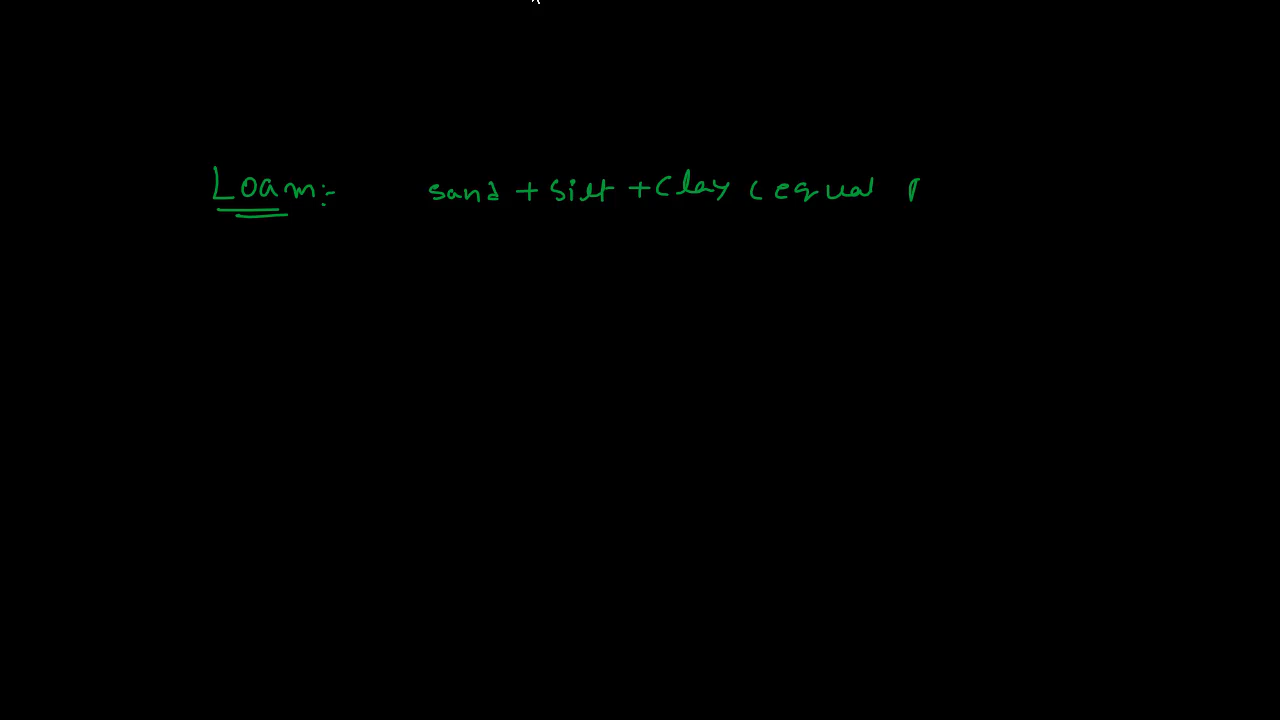 Loam:- sand + silt + clay ( equal